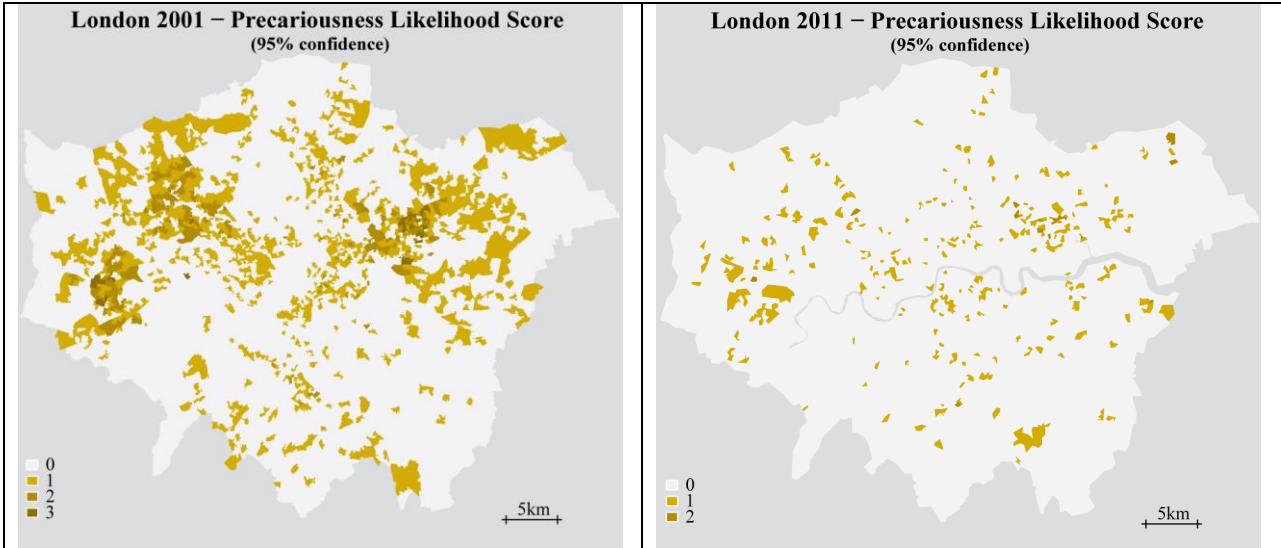 London 2001 − Precariousness Likelihood Score
(95% confidence)
0
1
2
3
5km
London 2011 − Precariousness Likelihood Score
(95% confidence)
0
1
2
5km